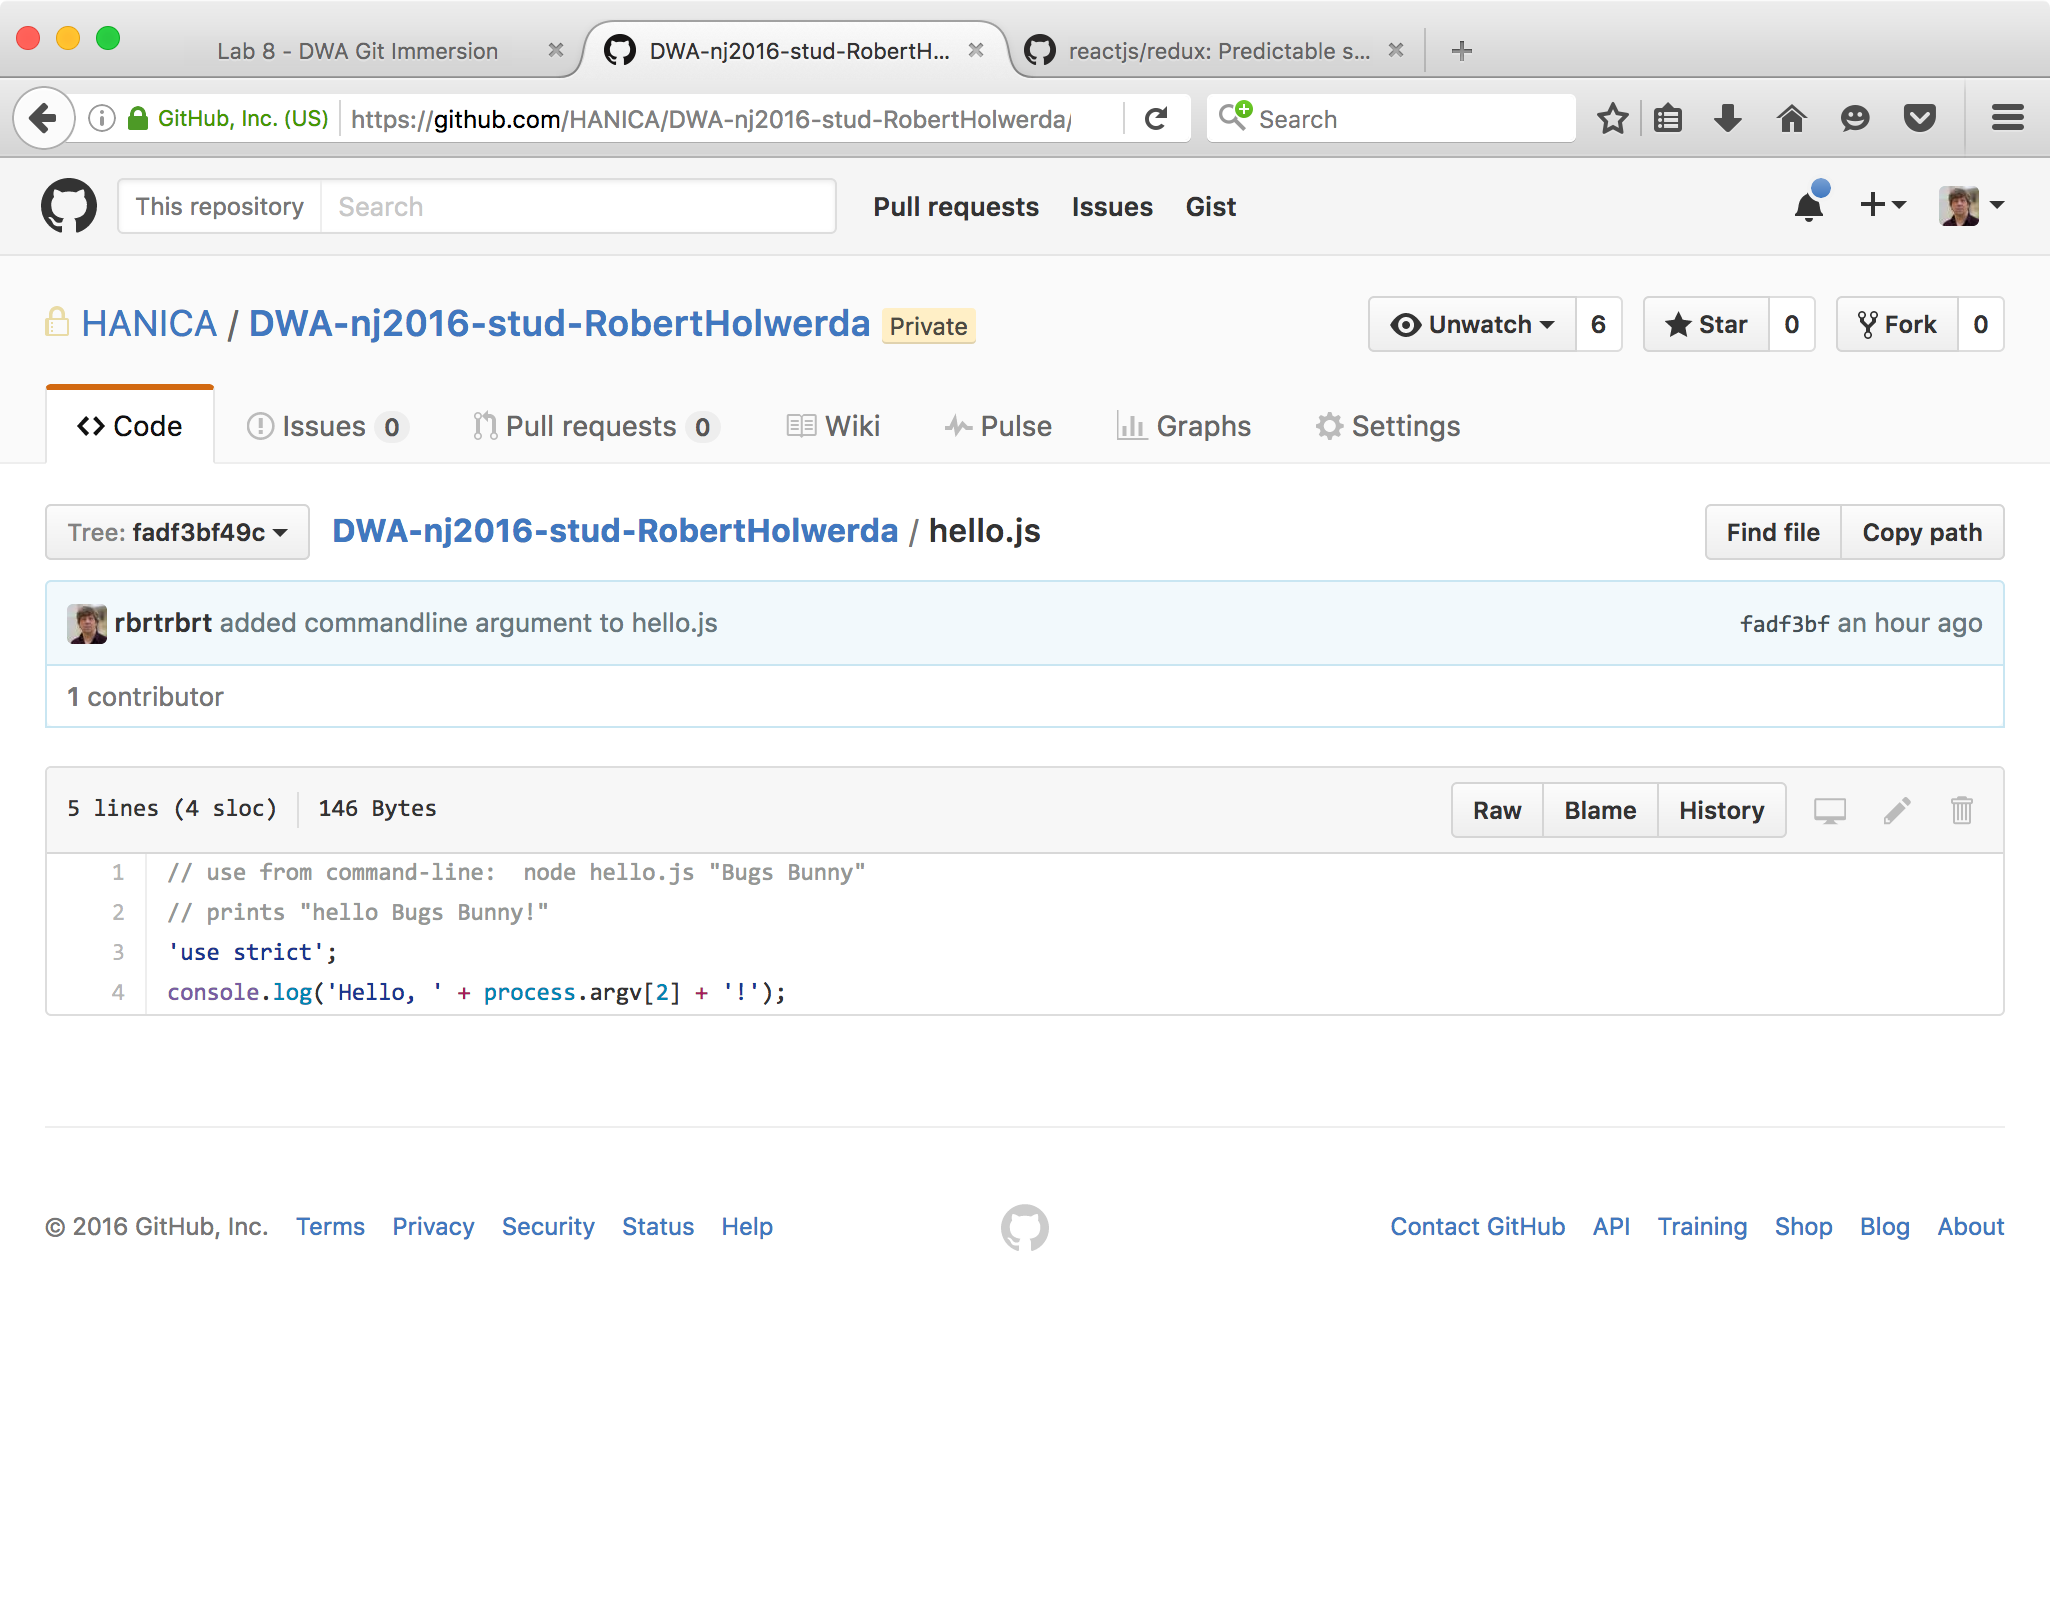 Lab 8 - DWA Git Immersion
DWA-nj2016-stud-RobertH...
reactjs/redux: Predictable s...
GitHub, Inc. (US)
https://github.com/HANICA/DWA-nj2016-stud-RobertHolwerda/
Search
This repository
Search
Pull requests
Issues
Gist
HANICA / DWA-nj2016-stud-RobertHolwerda
Private
Unwatch
6
Star
0
Fork
0
Code
Issues 0
Pull requests 0
Wiki
Pulse
Graphs
Settings
Tree: fadf3bf49c
DWA-nj2016-stud-RobertHolwerda / hello.js
Find file
Copy path
rbrtrbrt added commandline argument to hello.js
fadf3bf an hour ago
1 contributor
5 lines (4 sloc)
146 Bytes
Raw
Blame
History
1 // use from command-line:  node hello.js "Bugs Bunny"
2 // prints "hello Bugs Bunny!"
3 'use strict';
4 console.log('Hello, ' + process.argv[2] + '!');
© 2016 GitHub, Inc.
Terms
Privacy
Security
Status
Help
Contact GitHub
API
Training
Shop
Blog
About